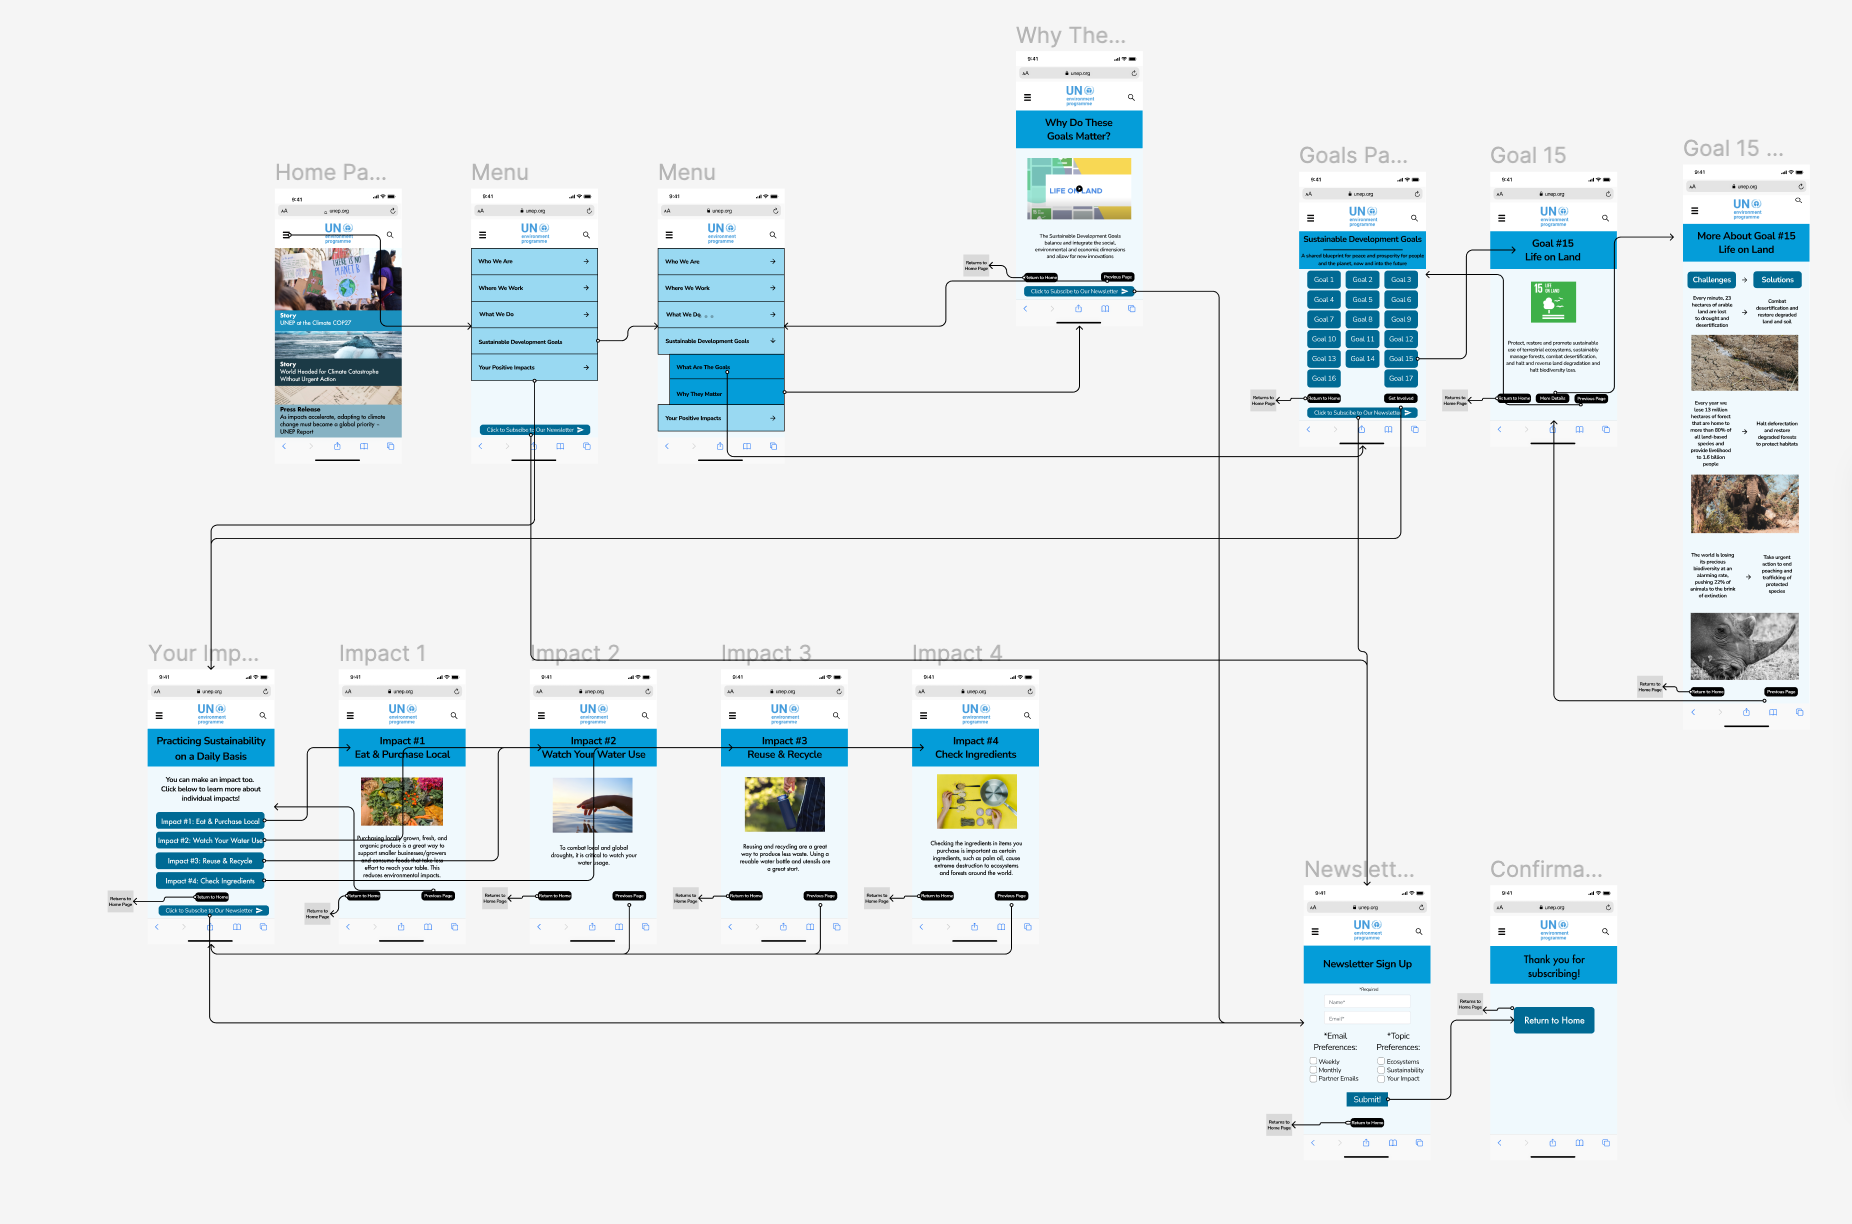 Why The...
9:41
unep.org
UN
environment
programme
Why Do These
Goals Matter?
LIFE ON LAND
The Sustainable Development Goals
balance and integrate the social,
environmental and economic dimensions
and allow for new innovations
Returns to
Home Page
Return to Home
Previous Page
Click to Subscibe to Our Newsletter
Home Pa...
9:41
AA
unep.org
UN
environment
programme
THERE IS NO
PLANET B
Story
UNEP at the Climate COP27
Story
World Headed for Climate Catastrophe
Without Urgent Action
Press Release
As impacts accelerate, adapting to climate
change must become a global priority –
UNEP Report
Menu
9:41
AA
unep.org
UN
environment
programme
Who We Are
Where We Work
What We Do
Sustainable Development Goals
Your Positive Impacts
Click to Subscibe to Our Newsletter
Menu
9:41
AA
unep.org
UN
environment
programme
Who We Are
Where We Work
What We Do
Sustainable Development Goals
What Are The Goals
Why They Matter
Your Positive Impacts
Goals Pa...
9:41
AA
unep.org
UN
environment
programme
Sustainable Development Goals
A shared blueprint for peace and prosperity for people
and the planet, now and into the future
Goal 1 Goal 2 Goal 3
Goal 4 Goal 5 Goal 6
Goal 7 Goal 8 Goal 9
Goal 10 Goal 11 Goal 12
Goal 13 Goal 14 Goal 15
Goal 16 Goal 17
Returns to
Home Page
Return to Home
Get Involved
Click to Subscibe to Our Newsletter
Goal 15
9:41
AA
unep.org
UN
environment
programme
Goal #15
Life on Land
15 LIFE
ON LAND
Protect, restore and promote sustainable
use of terrestrial ecosystems, sustainably
manage forests, combat desertification,
and halt and reverse land degradation and
halt biodiversity loss.
Returns to
Home Page
Return to Home
More Details
Previous Page
Goal 15 ...
9:41
AA
unep.org
UN
environment
programme
More About Goal #15
Life on Land
Challenges
Solutions
Every minute, 23
hectares of arable
land are lost
to drought and
desertification
Combat
desertification and
restore degraded
land and soil
Every year we
lose 13 million
hectares of forest
that are home to
more than 80% of
all land-based
species and
provide livelihood
to 1.6 billion
people
Halt deforectation
and restore
degraded forests
to protect habitats
The world is losing
its precious
biodiversity at an
alarming rate,
pushing 22% of
animals to the brink
of extinction
Take urgent
action to end
poaching and
trafficking of
protected
species
Returns to
Home Page
Return to Home
Previous Page
Your Imp...
9:41
AA
unep.org
UN
environment
programme
Practicing Sustainability
on a Daily Basis
You can make an impact too.
Click below to learn more about
individual impacts!
Impact #1: Eat & Purchase Local
Impact #2: Watch Your Water Use
Impact #3: Reuse & Recycle
Impact #4: Check Ingredients
Returns to
Home Page
Return to Home
Click to Subscibe to Our Newsletter
Impact 1
9:41
AA
unep.org
UN
environment
programme
Impact #1
Eat & Purchase Local
Purchasing locally grown, fresh, and
organic produce is a great way to
support smaller businesses/growers
and consume foods that take less
effort to reach your table. This
reduces environmental impacts.
Returns to
Home Page
Return to Home
Previous Page
Impact 2
9:41
AA
unep.org
UN
environment
programme
Impact #2
Watch Your Water Use
To combat local and global
droughts, it is critical to watch your
water usage.
Returns to
Home Page
Return to Home
Previous Page
Impact 3
9:41
AA
unep.org
UN
environment
programme
Impact #3
Reuse & Recycle
Reusing and recycling are a great
way to produce less waste. Using a
reuable water bottle and utensils are
a great start.
Returns to
Home Page
Return to Home
Previous Page
Impact 4
9:41
AA
unep.org
UN
environment
programme
Impact #4
Check Ingredients
Checking the ingredients in items you
purchase is important as certain
ingredients, such as palm oil, cause
extreme destruction to ecosystems
and forests around the world.
Returns to
Home Page
Return to Home
Previous Page
Newslett...
9:41
AA
unep.org
UN
environment
programme
Newsletter Sign Up
*Required
Name*
Email*
*Email
Preferences:
*Topic
Preferences:
Weekly
Monthly
Partner Emails
Ecosystems
Sustainability
Your Impact
Submit!
Returns to
Home Page
Return to Home
Confirma...
9:41
AA
unep.org
UN
environment
programme
Thank you for
subscribing!
Returns to
Home Page
Return to Home